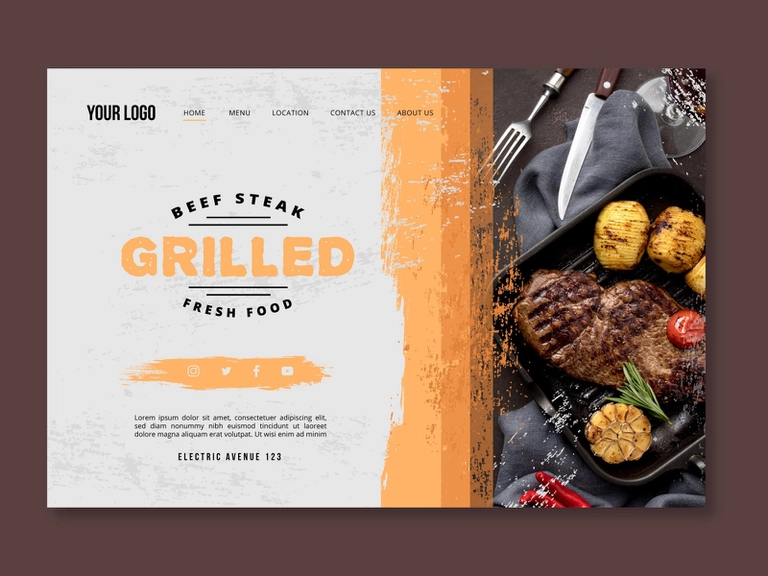 YOUR LOGO
HOME MENU LOCATION CONTACT US ABOUT US
BEEF STEAK
GRILLED
FRESH FOOD
Lorem ipsum dolor sit amet, consectetuer adipiscing elit,
sed diam nonummy nibh euismod tincidunt ut laoreet
dolore magna aliquam erat volutpat. Ut wisi enim ad minim
ELECTRIC AVENUE 123